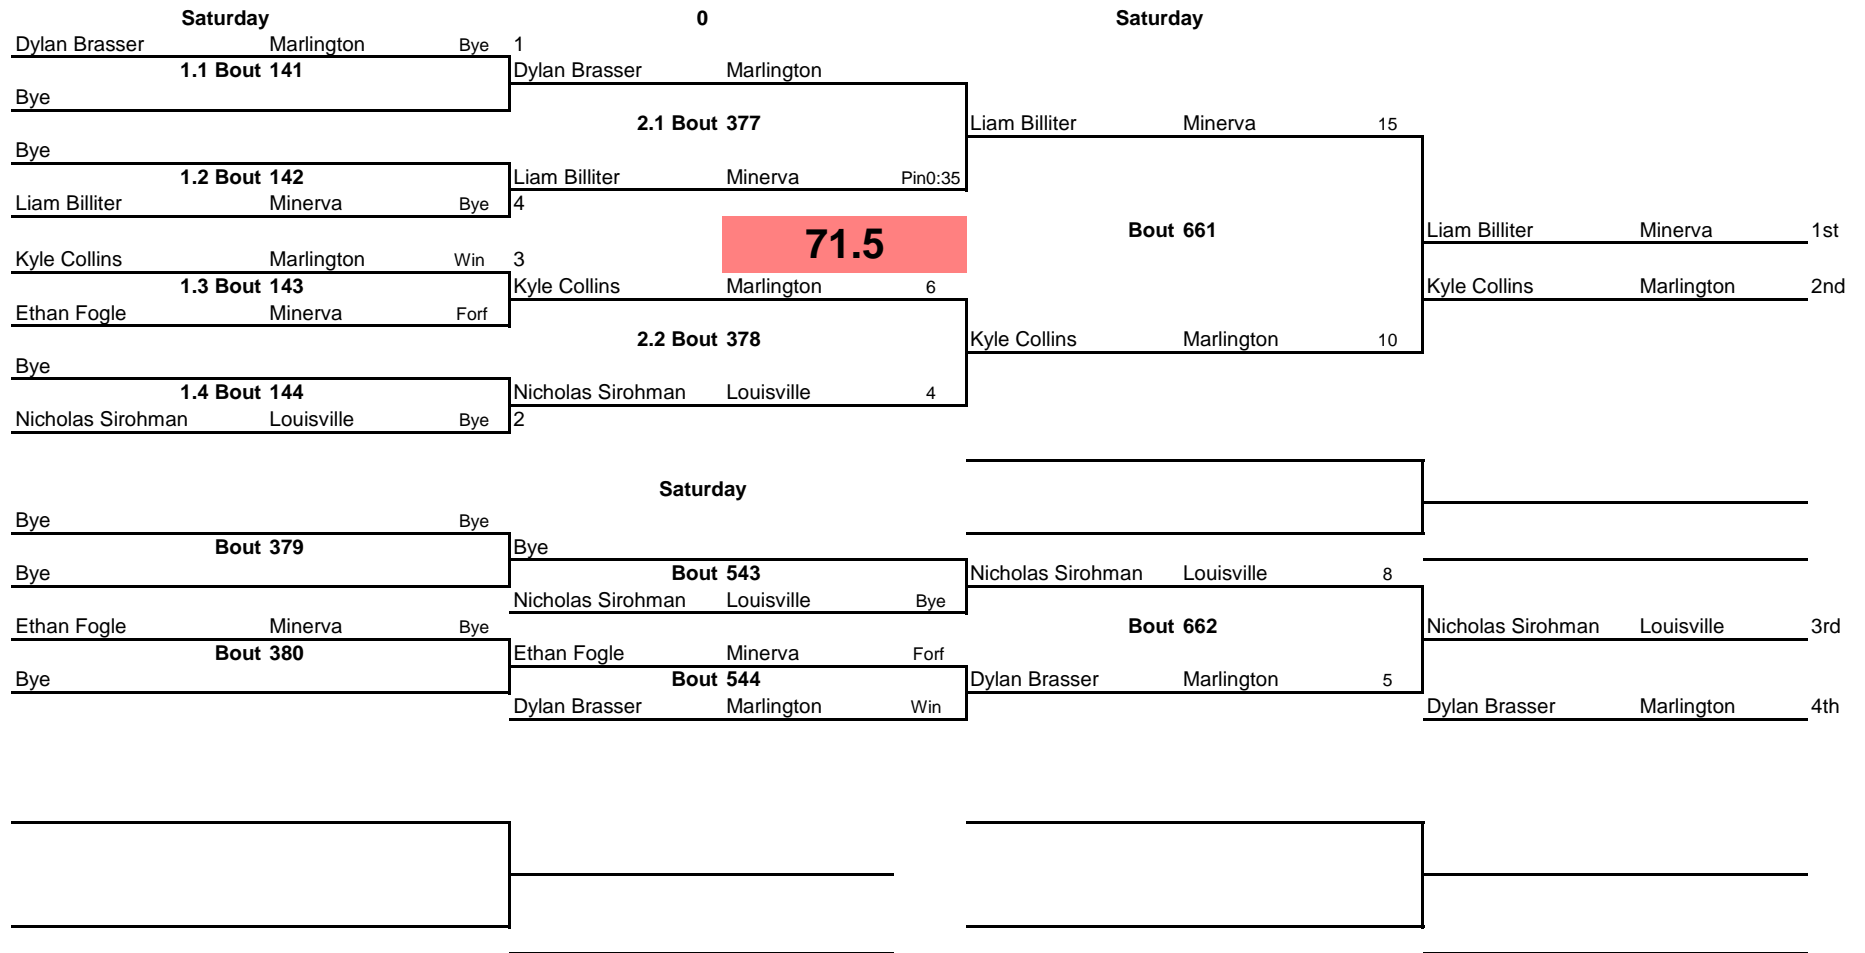 Saturday 0 Saturday
Dylan Brasser Marlington Bye 1
1.1 Bout 141 Dylan Brasser Marlington
Bye
2.1 Bout 377 Liam Billiter Minerva 15
Bye
1.2 Bout 142 Liam Billiter Minerva Pin0:35
Liam Billiter Minerva Bye 4
71.5 Bout 661 Liam Billiter Minerva 1st
Kyle Collins Marlington Win 3
1.3 Bout 143 Kyle Collins Marlington 6 Kyle Collins Marlington 2nd
Ethan Fogle Minerva Forf
2.2 Bout 378 Kyle Collins Marlington 10
Bye
1.4 Bout 144 Nicholas Sirohman Louisville 4
Nicholas Sirohman Louisville Bye 2
Saturday
Bye Bye
Bout 379 Bye
Bye Bout 543 Nicholas Sirohman Louisville 8
Nicholas Sirohman Louisville Bye
Ethan Fogle Minerva Bye Bout 662 Nicholas Sirohman Louisville 3rd
Bout 380 Ethan Fogle Minerva Forf
Bye Bout 544 Dylan Brasser Marlington 5
Dylan Brasser Marlington Win Dylan Brasser Marlington 4th